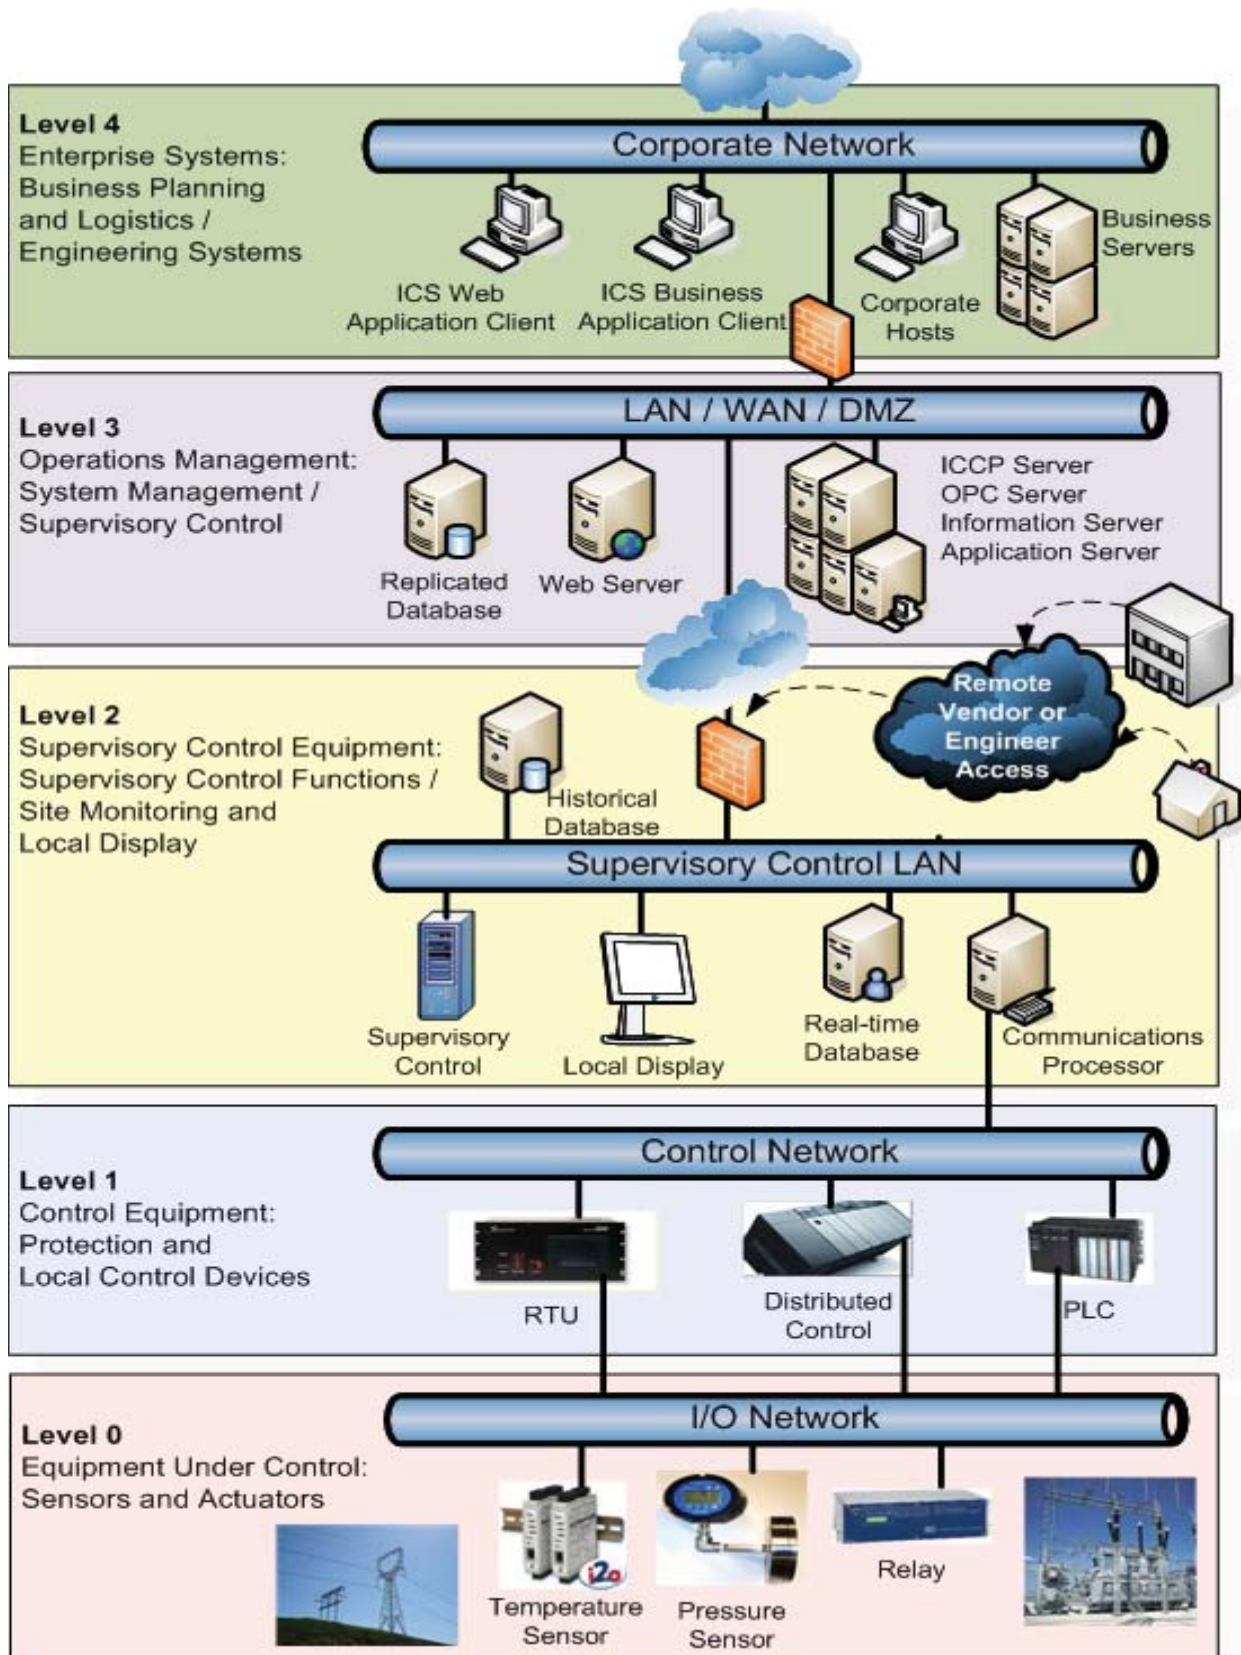 Corporate Network
Level 4
Enterprise Systems:
Business Planning
and Logistics /
Engineering Systems
ICS Web
Application Client
ICS Business
Application Client
Corporate
Hosts
Business
Servers
LAN / WAN / DMZ
Level 3
Operations Management:
System Management /
Supervisory Control
Replicated
Database
Web Server
ICCP Server
OPC Server
Information Server
Application Server
Remote
Vendor or
Engineer
Access
Level 2
Supervisory Control Equipment:
Supervisory Control Functions /
Site Monitoring and
Local Display
Historical
Database
Supervisory Control LAN
Supervisory
Control
Local Display
Real-time
Database
Communications
Processor
Control Network
Level 1
Control Equipment:
Protection and
Local Control Devices
RTU
Distributed
Control
PLC
I/O Network
Level 0
Equipment Under Control:
Sensors and Actuators
i2o
Temperature
Sensor
Pressure
Sensor
Relay